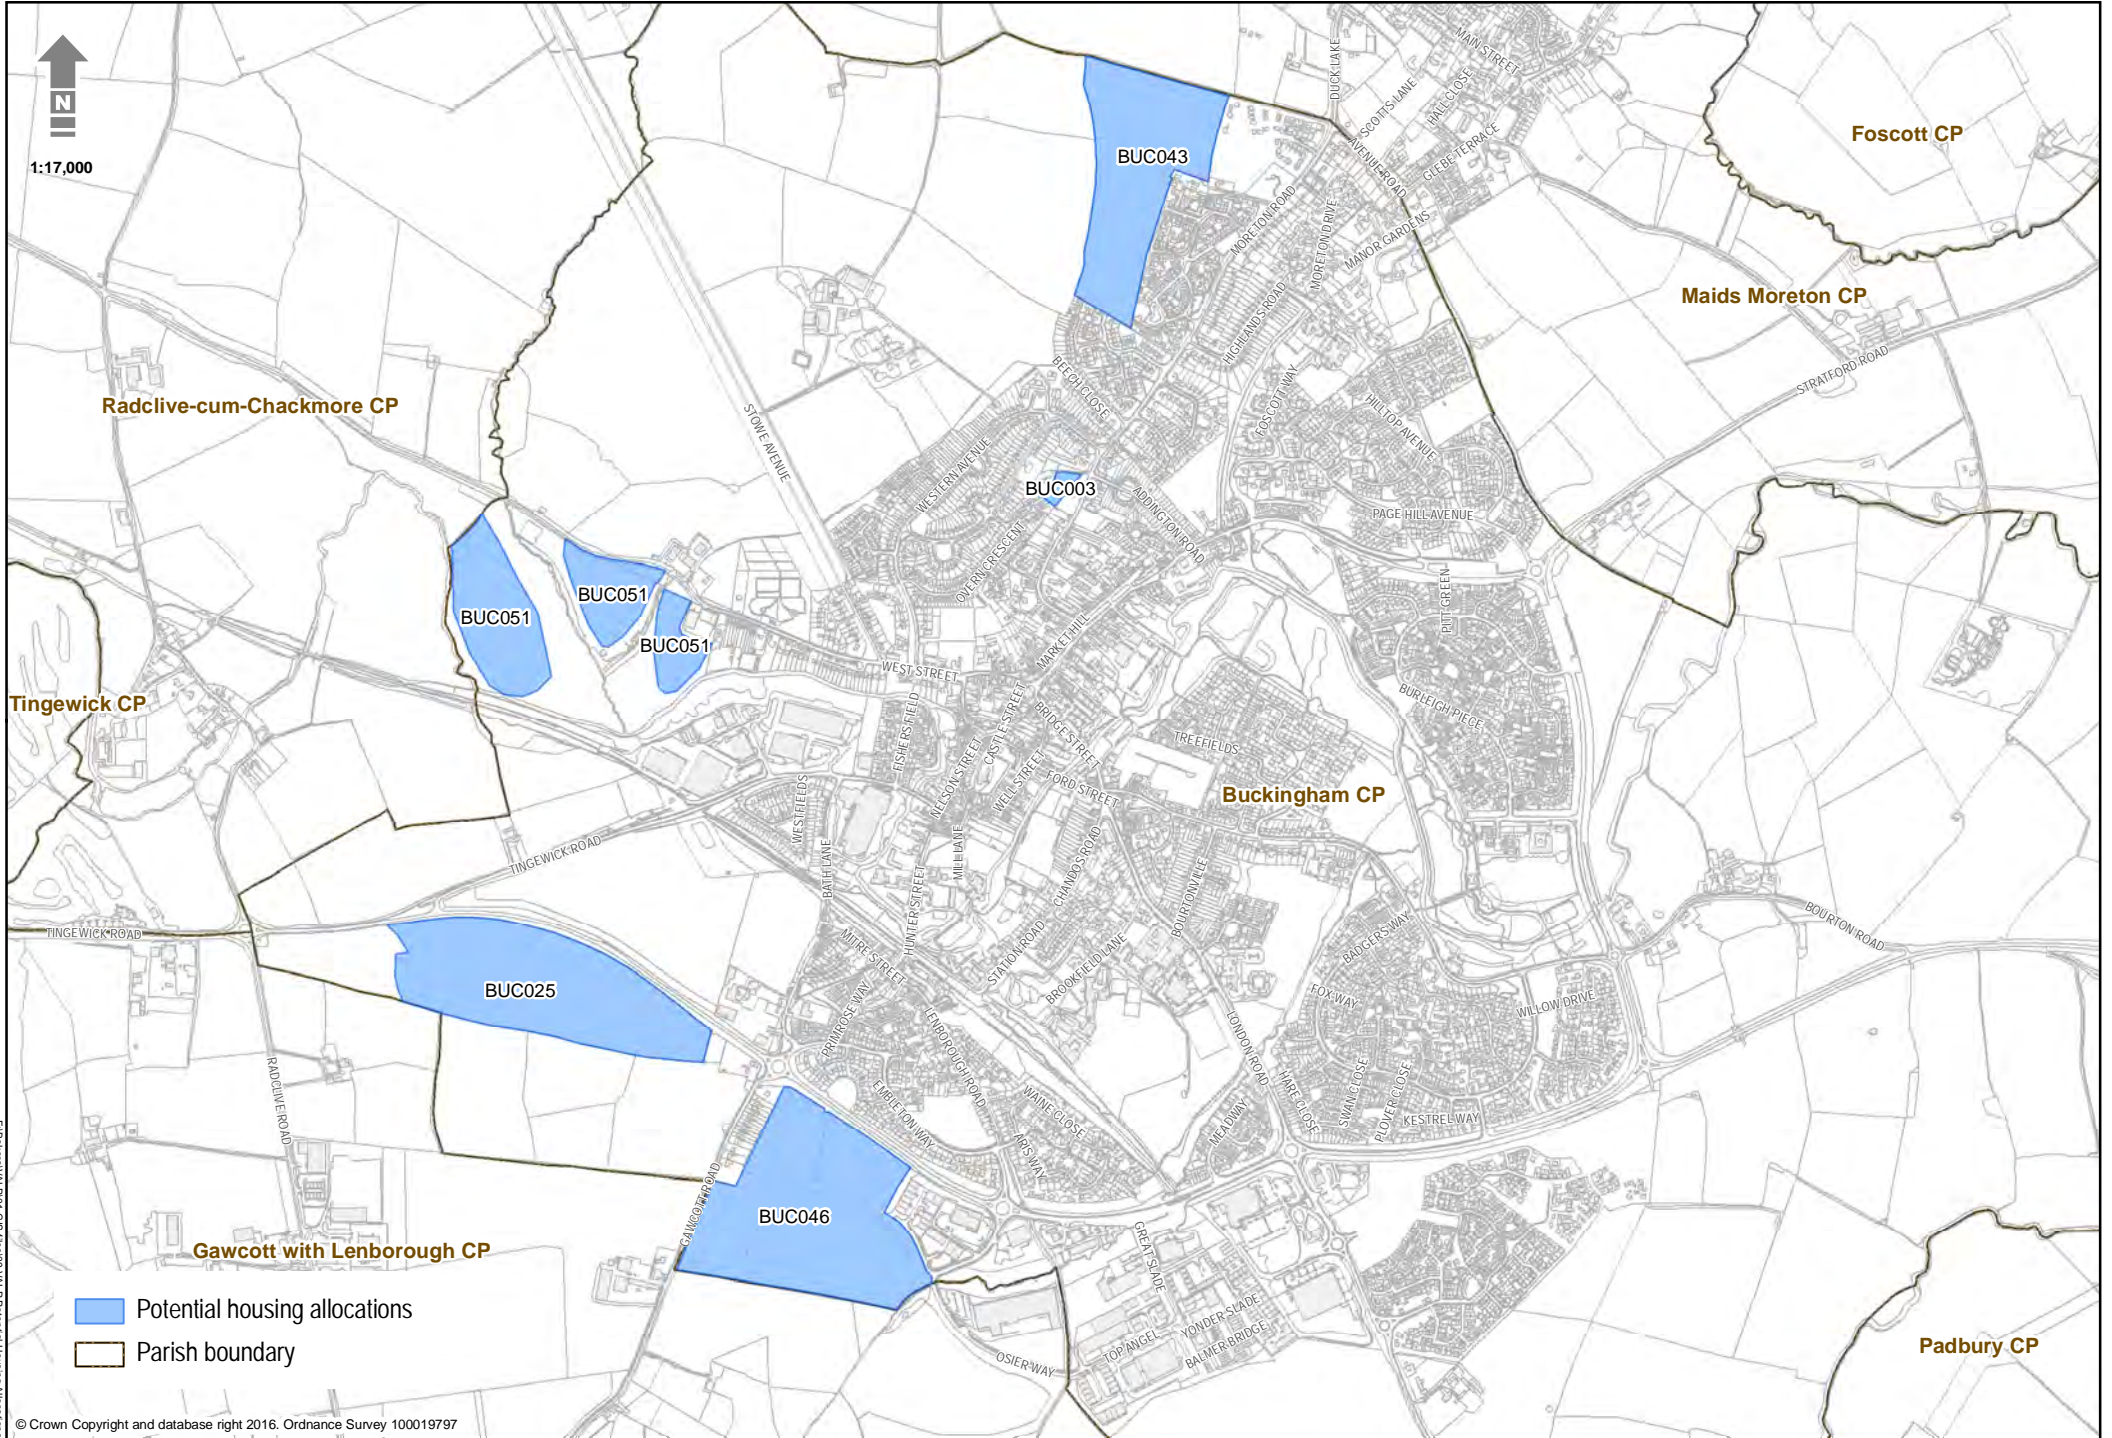 N
1:17,000
DUCK LAKE
MAIN STREET
SCOTTS LANE
HALL CLOSE
AVENUE ROAD
GLEBE TERRACE
Foscott CP
BUC043
MORETON ROAD
MORETON DRIVE
MANOR GARDENS
HIGHLANDS ROAD
Maids Moreton CP
STRATFORD ROAD
Radclive-cum-Chackmore CP
STOWE AVENUE
BEECH CLOSE
FOSCOTT WAY
HILLTOP AVENUE
WESTERN AVENUE
BUC003
ADDINGTON ROAD
PAGE HILL AVENUE
OVERN CRESCENT
PITT GREEN
BUC051
BUC051
BUC051
MARKET HILL
WEST STREET
Tingewick CP
FISHERS FIELD
NELSON STREET
CASTLE STREET
WELL STREET
BRIDGE STREET
FORD STREET
TREEFIELDS
BURLEIGH PIECE
Buckingham CP
WESTFIELDS
TINGEWICK ROAD
BATH LANE
MILL LANE
HUNTER STREET
CHANDOS ROAD
BOURTONVILLE
STATION ROAD
BROOKFIELD LANE
BADGERS WAY
BOURTON ROAD
TINGEWICK ROAD
BUC025
MITRE STREET
PRIMROSE WAY
LENBOROUGH ROAD
LONDON ROAD
FOX WAY
WILLOW DRIVE
RADCLIVE ROAD
EMBLETON WAY
WAINE CLOSE
ARIS WAY
MEADWAY
HARE CLOSE
SWAN CLOSE
PLOVER CLOSE
KESTREL WAY
GAWCOTT ROAD
BUC046
Gawcott with Lenborough CP
GREAT SLADE
YONDER SLADE
TOP ANGEL
BALMER BRIDGE
OSIER WAY
Padbury CP
Potential housing allocations
Parish boundary
© Crown Copyright and database right 2016. Ordnance Survey 100019797